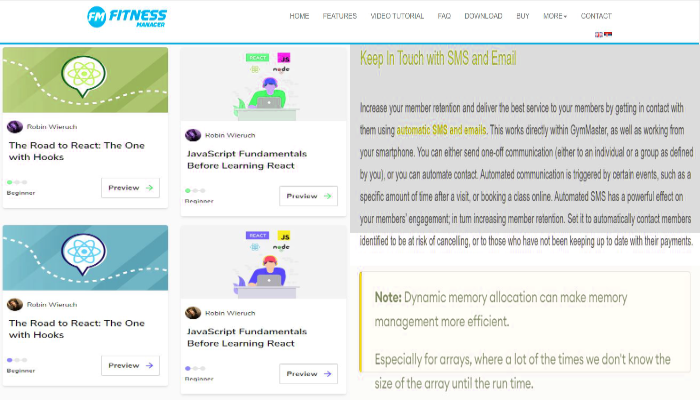 FM FITNESS
MANAGER
HOME FEATURES VIDEO TUTORIAL FAQ DOWNLOAD BUY MORE CONTACT
Robin Wieruch
The Road to React: The One
with Hooks
Beginner
Preview →
REACT JS
node
Robin Wieruch
JavaScript Fundamentals
Before Learning React
Beginner
Preview →
Robin Wieruch
The Road to React: The One
with Hooks
Beginner
Preview →
REACT JS
node
Robin Wieruch
JavaScript Fundamentals
Before Learning React
Beginner
Preview →
Keep In Touch with SMS and Email
Increase your member retention and deliver the best service to your members by getting in contact with
them using automatic SMS and emails. This works directly within GymMaster, as well as working from
your smartphone. You can either send one-off communication (either to an individual or a group as defined
by you), or you can automate contact. Automated communication is triggered by certain events, such as a
specific amount of time after a visit, or booking a class online. Automated SMS has a powerful effect on
your members' engagement; in turn increasing member retention. Set it to automatically contact members
identified to be at risk of cancelling, or to those who have not been keeping up to date with their payments.
Note: Dynamic memory allocation can make memory
management more efficient.
Especially for arrays, where a lot of the times we don't know the
size of the array until the run time.